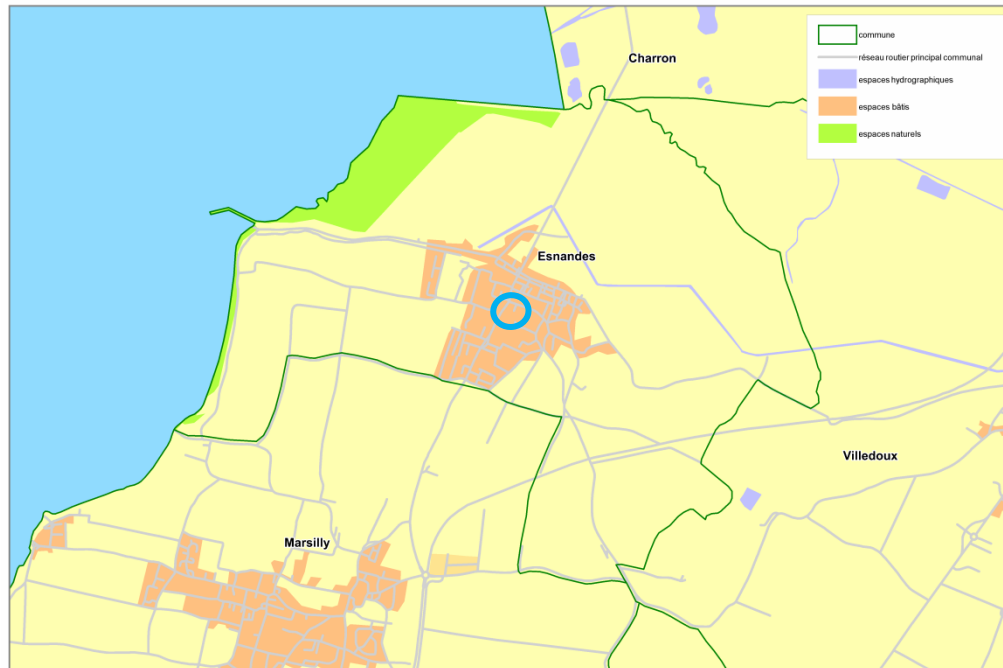 Charron
commune
réseau routier principal communal
espaces hydrographiques
espaces bâtis
espaces naturels
Esnandes
Villedoux
Marsilly